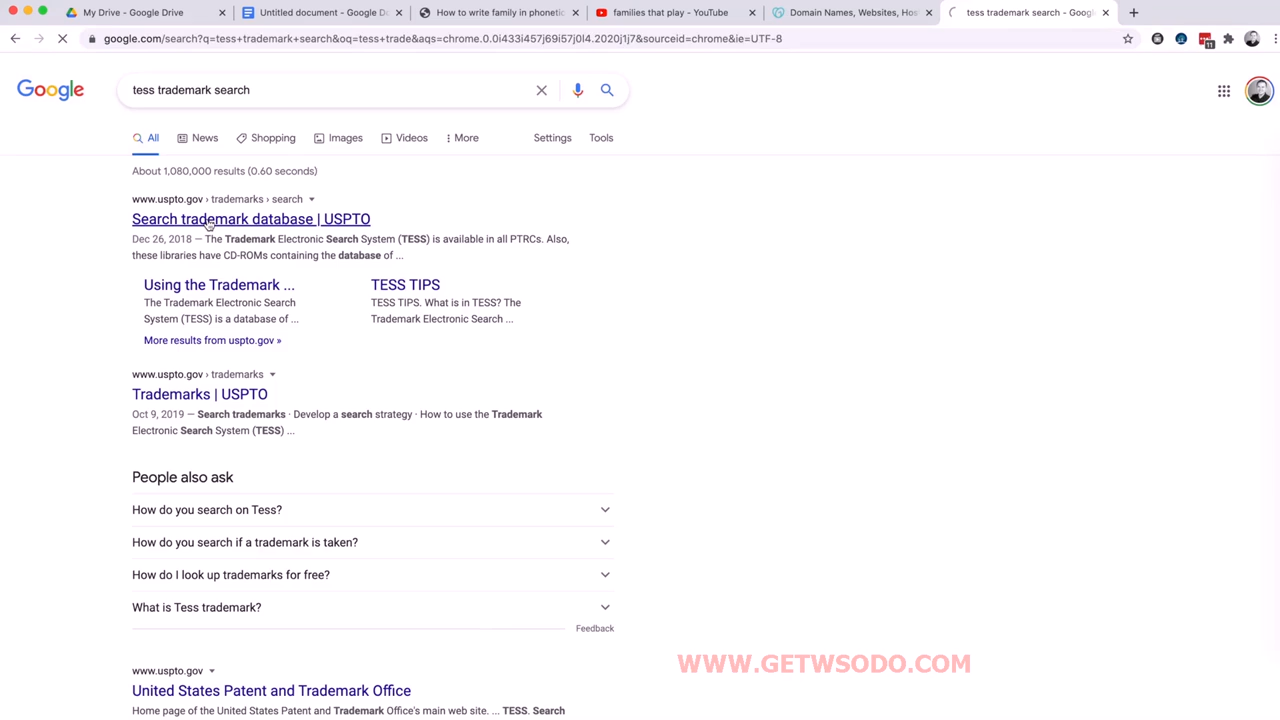 My Drive - Google Drive
Untitled document - Google Do
How to write family in phonetic
families that play - YouTube
Domain Names, Websites, Hos
tess trademark search - Googl
google.com/search?q=tess+trademark+search&oq=tess+trade&aqs=chrome.0.0i433i457j69i57j0l4.2020j1j7&sourceid=chrome&ie=UTF-8
11
Google
tess trademark search
All
News
Shopping
Images
Videos
More
Settings
Tools
About 1,080,000 results (0.60 seconds)
www.uspto.gov › trademarks › search
Search trademark database | USPTO
Dec 26, 2018 — The Trademark Electronic Search System (TESS) is available in all PTRCs. Also,
these libraries have CD-ROMs containing the database of ...
Using the Trademark ...
The Trademark Electronic Search
System (TESS) is a database of ...
TESS TIPS
TESS TIPS. What is in TESS? The
Trademark Electronic Search ...
More results from uspto.gov »
www.uspto.gov › trademarks
Trademarks | USPTO
Oct 9, 2019 — Search trademarks · Develop a search strategy · How to use the Trademark
Electronic Search System (TESS) ...
People also ask
How do you search on Tess?
How do you search if a trademark is taken?
How do I look up trademarks for free?
What is Tess trademark?
Feedback
WWW.GETWSODO.COM
www.uspto.gov
United States Patent and Trademark Office
Home page of the United States Patent and Trademark Office's main web site. ... TESS. Search